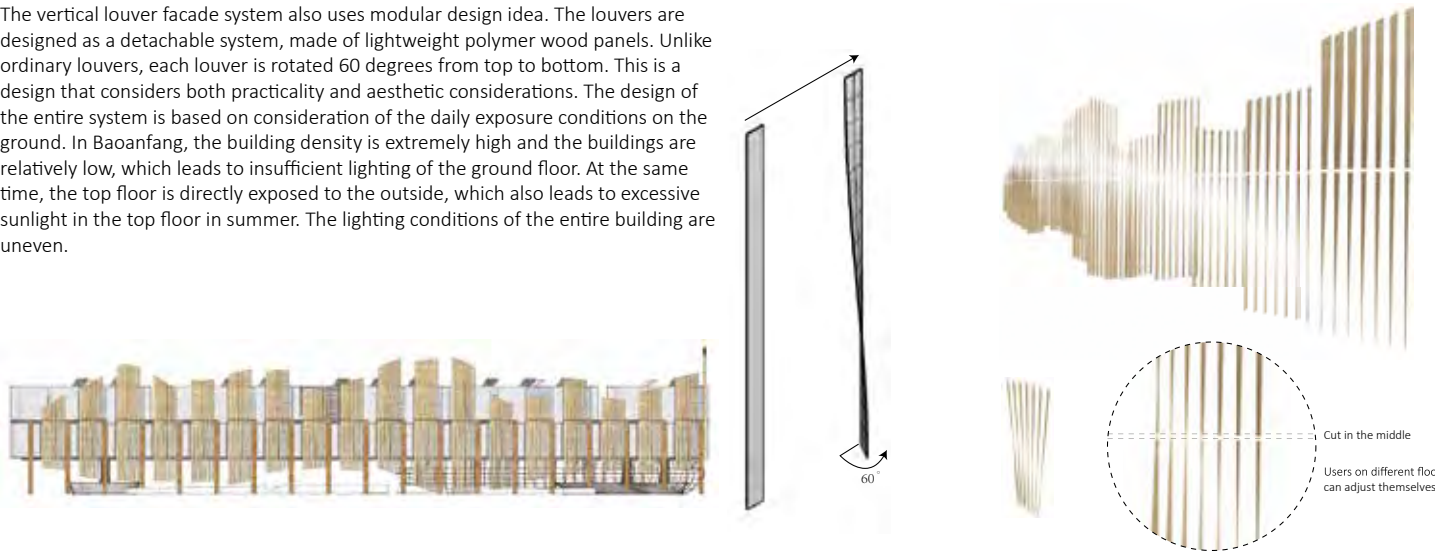 The vertical louver facade system also uses modular design idea. The louvers are
designed as a detachable system, made of lightweight polymer wood panels. Unlike
ordinary louvers, each louver is rotated 60 degrees from top to bottom. This is a
design that considers both practicality and aesthetic considerations. The design of
the entire system is based on consideration of the daily exposure conditions on the
ground. In Baoanfang, the building density is extremely high and the buildings are
relatively low, which leads to insufficient lighting of the ground floor. At the same
time, the top floor is directly exposed to the outside, which also leads to excessive
sunlight in the top floor in summer. The lighting conditions of the entire building are
uneven.
60°
Cut in the middle
Users on different floo
can adjust themselves